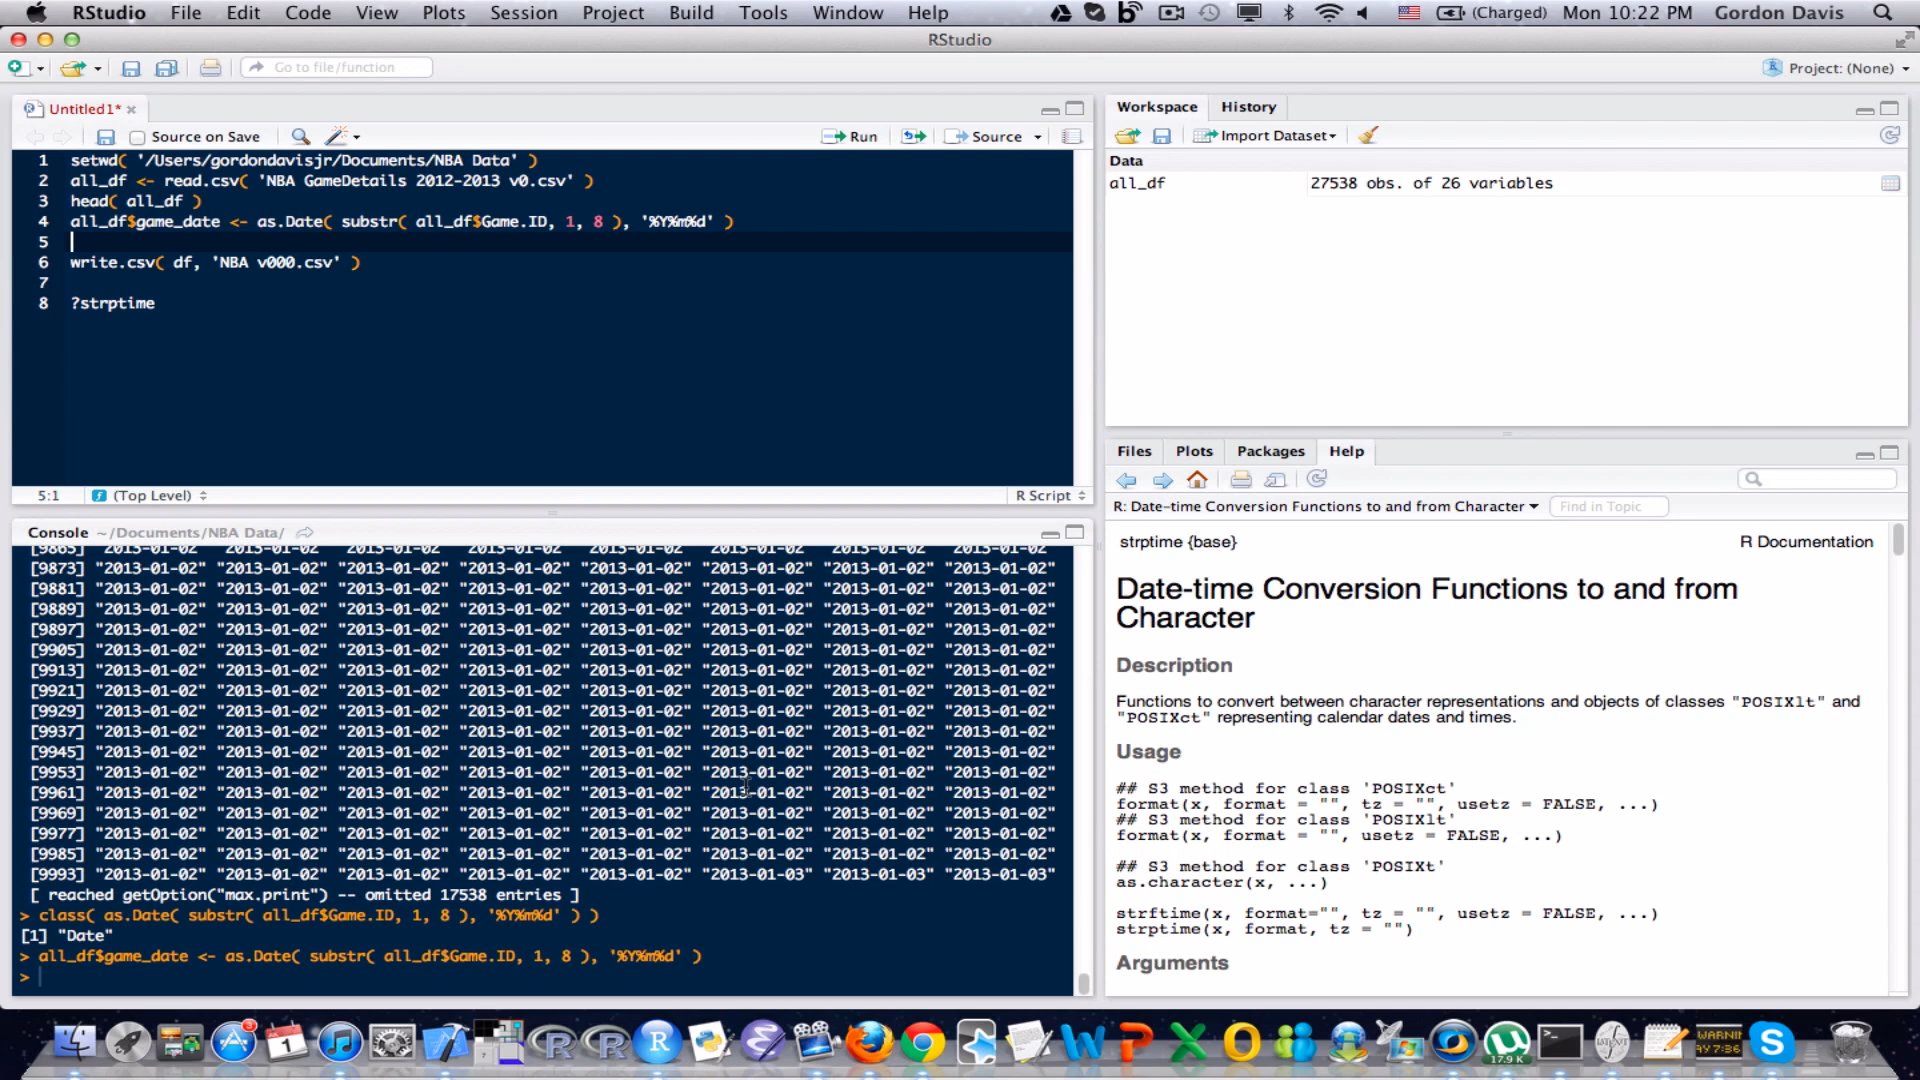 RStudio File Edit Code View Plots Session Project Build Tools Window Help (Charged) Mon 10:22 PM Gordon Davis
RStudio
Go to file/function Project: (None)
Untitled1*
Source on Save Run Source
1 setwd( '/Users/gordondavisjr/Documents/NBA Data' )
2 all_df <- read.csv( 'NBA GameDetails 2012-2013 v0.csv' )
3 head( all_df )
4 all_df$game_date <- as.Date( substr( all_df$Game.ID, 1, 8 ), '%Y%m%d' )
5
6 write.csv( df, 'NBA v000.csv' )
7
8 ?strptime
5:1 (Top Level) R Script
Console ~/Documents/NBA Data/
[9865] "2013-01-02" "2013-01-02" "2013-01-02" "2013-01-02" "2013-01-02" "2013-01-02" "2013-01-02" "2013-01-02"
[9873] "2013-01-02" "2013-01-02" "2013-01-02" "2013-01-02" "2013-01-02" "2013-01-02" "2013-01-02" "2013-01-02"
[9881] "2013-01-02" "2013-01-02" "2013-01-02" "2013-01-02" "2013-01-02" "2013-01-02" "2013-01-02" "2013-01-02"
[9889] "2013-01-02" "2013-01-02" "2013-01-02" "2013-01-02" "2013-01-02" "2013-01-02" "2013-01-02" "2013-01-02"
[9897] "2013-01-02" "2013-01-02" "2013-01-02" "2013-01-02" "2013-01-02" "2013-01-02" "2013-01-02" "2013-01-02"
[9905] "2013-01-02" "2013-01-02" "2013-01-02" "2013-01-02" "2013-01-02" "2013-01-02" "2013-01-02" "2013-01-02"
[9913] "2013-01-02" "2013-01-02" "2013-01-02" "2013-01-02" "2013-01-02" "2013-01-02" "2013-01-02" "2013-01-02"
[9921] "2013-01-02" "2013-01-02" "2013-01-02" "2013-01-02" "2013-01-02" "2013-01-02" "2013-01-02" "2013-01-02"
[9929] "2013-01-02" "2013-01-02" "2013-01-02" "2013-01-02" "2013-01-02" "2013-01-02" "2013-01-02" "2013-01-02"
[9937] "2013-01-02" "2013-01-02" "2013-01-02" "2013-01-02" "2013-01-02" "2013-01-02" "2013-01-02" "2013-01-02"
[9945] "2013-01-02" "2013-01-02" "2013-01-02" "2013-01-02" "2013-01-02" "2013-01-02" "2013-01-02" "2013-01-02"
[9953] "2013-01-02" "2013-01-02" "2013-01-02" "2013-01-02" "2013-01-02" "2013-01-02" "2013-01-02" "2013-01-02"
[9961] "2013-01-02" "2013-01-02" "2013-01-02" "2013-01-02" "2013-01-02" "2013-01-02" "2013-01-02" "2013-01-02"
[9969] "2013-01-02" "2013-01-02" "2013-01-02" "2013-01-02" "2013-01-02" "2013-01-02" "2013-01-02" "2013-01-02"
[9977] "2013-01-02" "2013-01-02" "2013-01-02" "2013-01-02" "2013-01-02" "2013-01-02" "2013-01-02" "2013-01-02"
[9985] "2013-01-02" "2013-01-02" "2013-01-02" "2013-01-02" "2013-01-02" "2013-01-02" "2013-01-02" "2013-01-02"
[9993] "2013-01-02" "2013-01-02" "2013-01-02" "2013-01-02" "2013-01-02" "2013-01-03" "2013-01-03" "2013-01-03"
[ reached getOption("max.print") -- omitted 17538 entries ]
> class( as.Date( substr( all_df$Game.ID, 1, 8 ), '%Y%m%d' ) )
[1] "Date"
> all_df$game_date <- as.Date( substr( all_df$Game.ID, 1, 8 ), '%Y%m%d' )
>
Workspace History
Import Dataset
Data
all_df 27538 obs. of 26 variables
Files Plots Packages Help
R: Date-time Conversion Functions to and from Character Find in Topic
strptime {base} R Documentation
Date-time Conversion Functions to and from
Character
Description
Functions to convert between character representations and objects of classes "POSIXlt" and
"POSIXct" representing calendar dates and times.
Usage
## S3 method for class 'POSIXct'
format(x, format = "", tz = "", usetz = FALSE, ...)
## S3 method for class 'POSIXlt'
format(x, format = "", usetz = FALSE, ...)
## S3 method for class 'POSIXt'
as.character(x, ...)
strftime(x, format="", tz = "", usetz = FALSE, ...)
strptime(x, format, tz = "")
Arguments
3
1
17.9 K